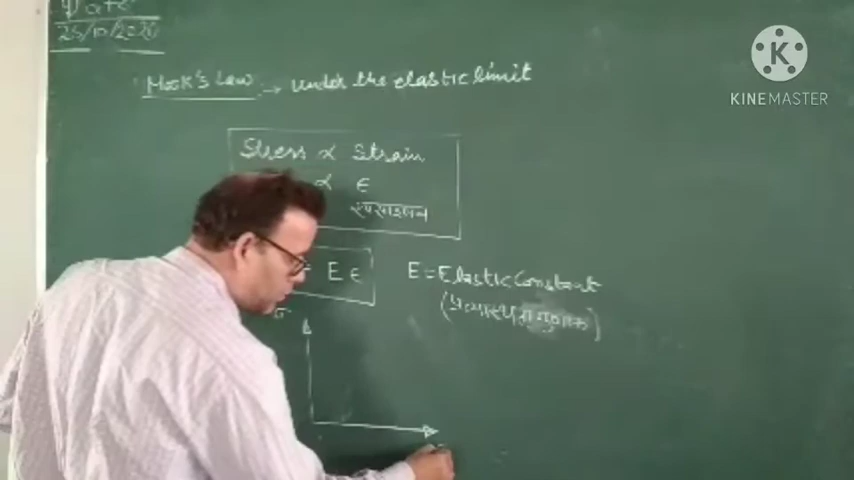 Date
25/10/2020
KINEMASTER
Hook's Law → under the elastic limit
Stress ∝ Strain
∝ ϵ
= E ϵ
E = Elastic Constant
σ